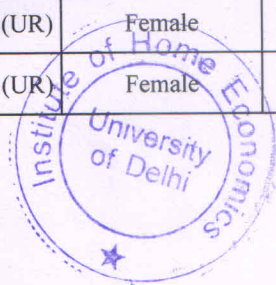 (UR) Female
(UR) Female
Institute of Home Economics
University
of Delhi